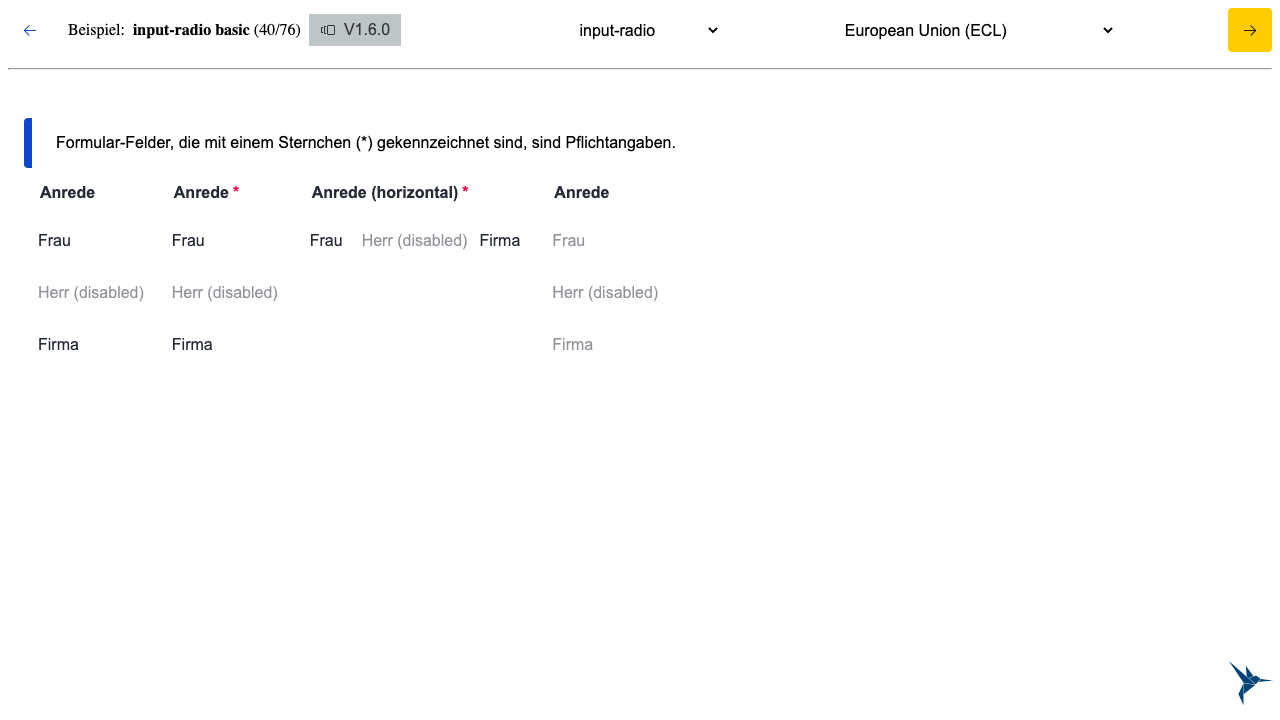 Beispiel: input-radio basic (40/76) V1.6.0 input-radio European Union (ECL)
Formular-Felder, die mit einem Sternchen (*) gekennzeichnet sind, sind Pflichtangaben.
Anrede Anrede * Anrede (horizontal) * Anrede
Frau Frau Frau Herr (disabled) Firma Frau
Herr (disabled) Herr (disabled) Herr (disabled)
Firma Firma Firma